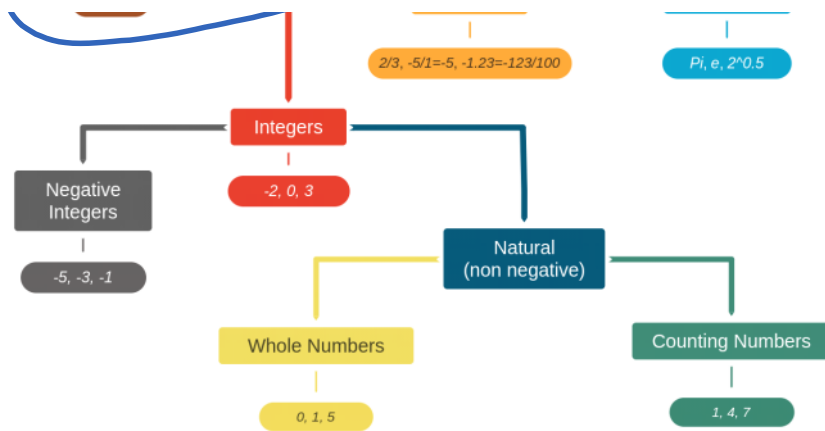 2/3, -5/1=-5, -1.23=-123/100
Pi, e, 2^0.5
Integers
-2, 0, 3
Negative
Integers
-5, -3, -1
Natural
(non negative)
Whole Numbers
0, 1, 5
Counting Numbers
1, 4, 7